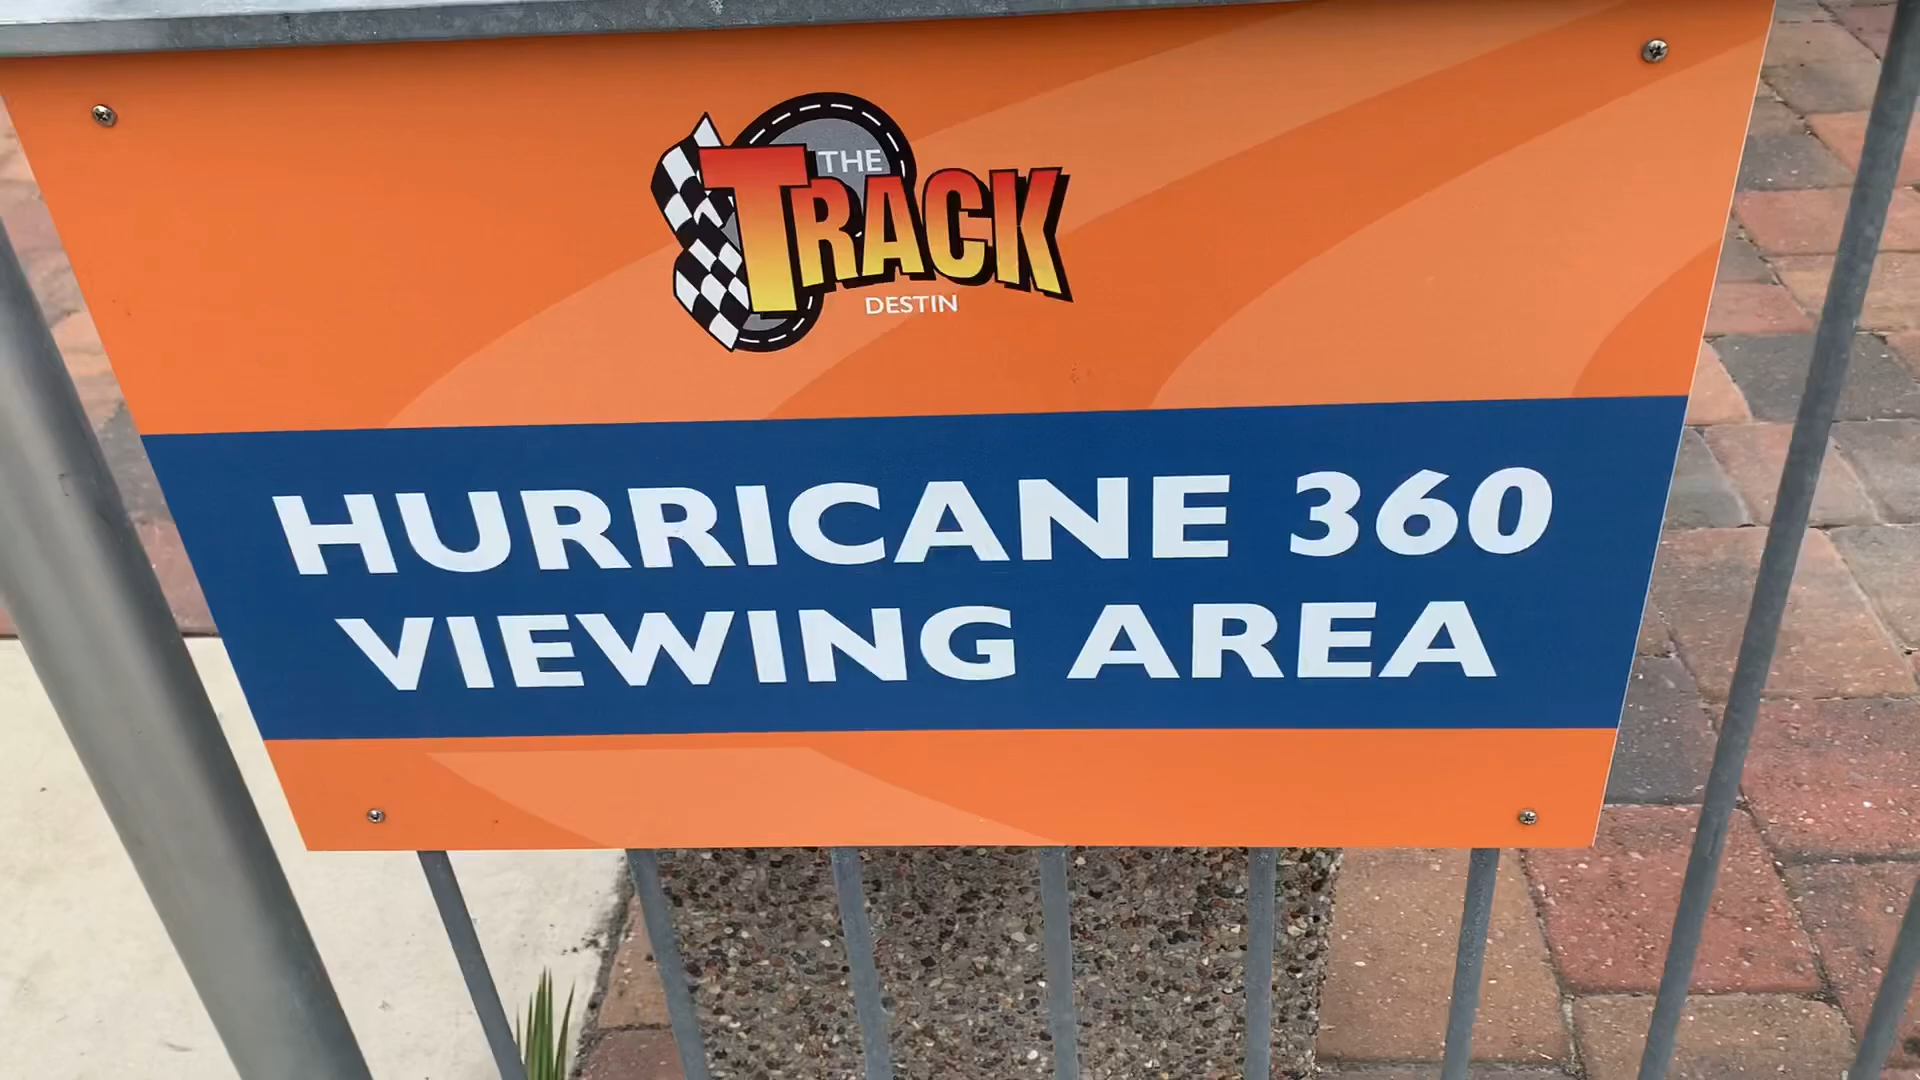 THE
TRACK
DESTIN
HURRICANE 360
VIEWING AREA